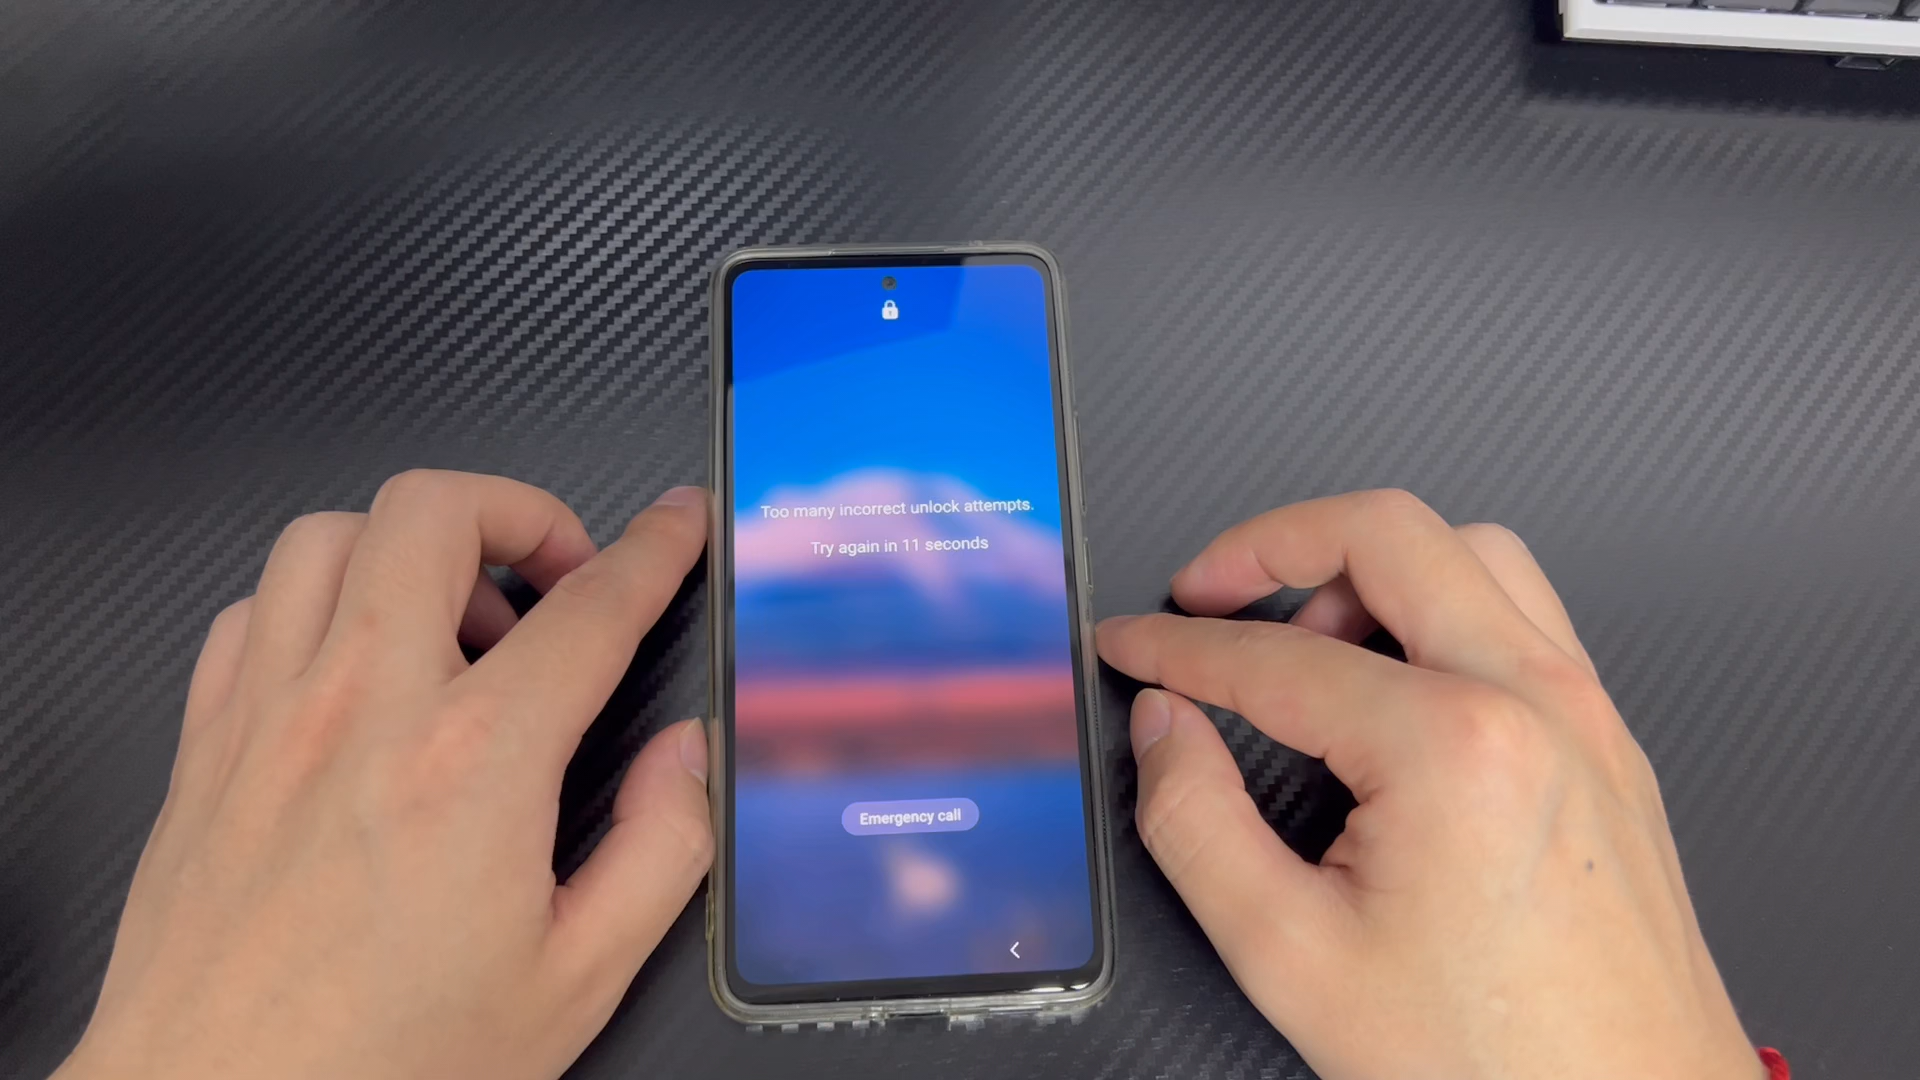 Too many incorrect unlock attempts.
Try again in 11 seconds
Emergency call